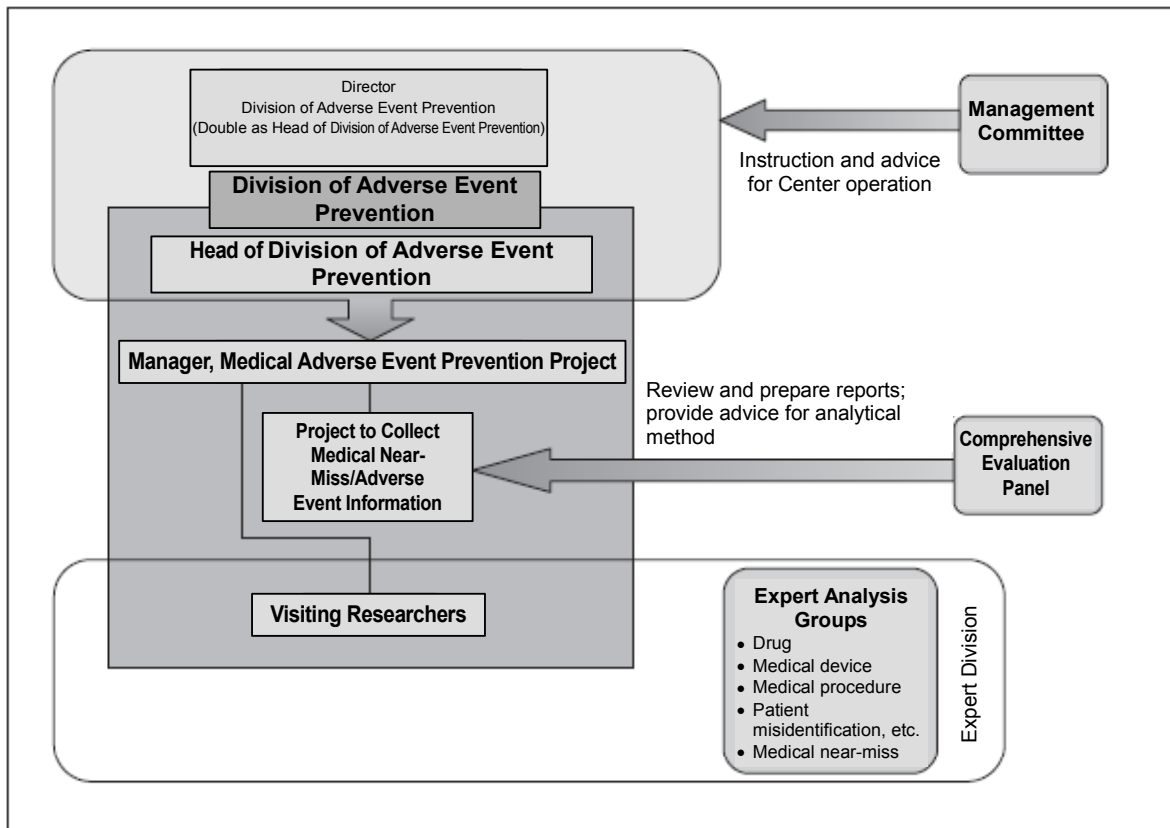 Director
Division of Adverse Event Prevention
(Double as Head of Division of Adverse Event Prevention)
Division of Adverse Event
Prevention
Head of Division of Adverse Event
Prevention
Management
Committee
Instruction and advice
for Center operation
Manager, Medical Adverse Event Prevention Project
Project to Collect
Medical Near-
Miss/Adverse
Event Information
Review and prepare reports;
provide advice for analytical
method
Comprehensive
Evaluation
Panel
Visiting Researchers
Expert Analysis
Groups
• Drug
• Medical device
• Medical procedure
• Patient
misidentification, etc.
• Medical near-miss
Expert Division